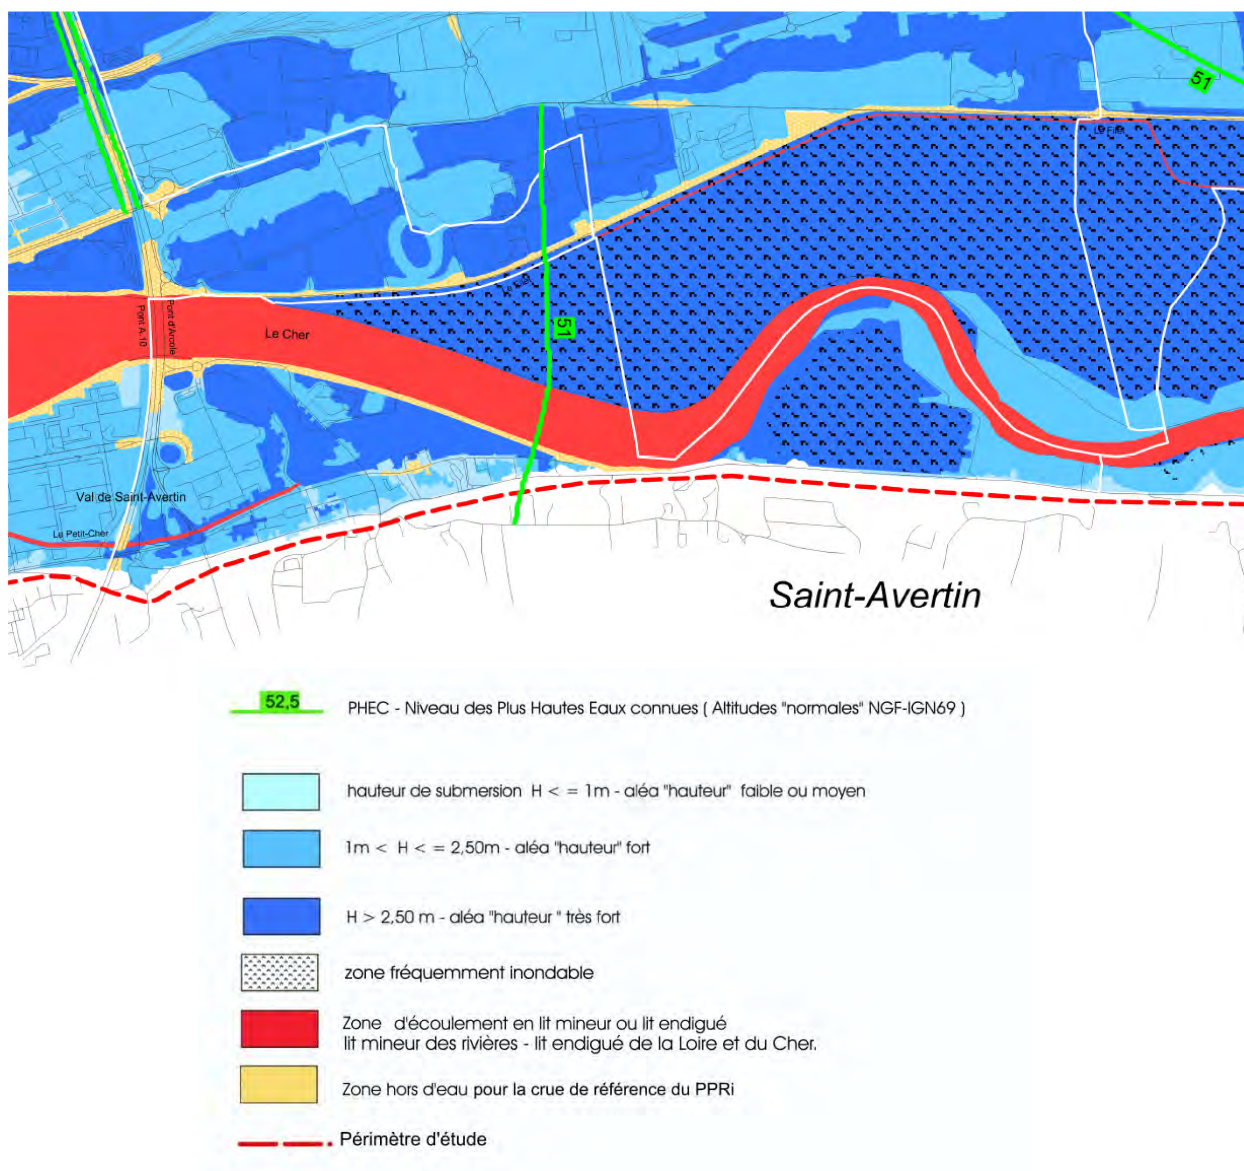 51
Le Filet
Le Filet
51
Pont A-10
Pont d'Arcole
Le Cher
Val de Saint-Avertin
Le Petit-Cher
Saint-Avertin
52,5
PHEC - Niveau des Plus Hautes Eaux connues ( Altitudes "normales" NGF-IGN69 )
hauteur de submersion H < = 1m - aléa "hauteur" faible ou moyen
1m < H < = 2,50m - aléa "hauteur" fort
H > 2,50 m - aléa "hauteur " très fort
zone fréquemment inondable
Zone d'écoulement en lit mineur ou lit endigué
lit mineur des rivières - lit endigué de la Loire et du Cher.
Zone hors d'eau pour la crue de référence du PPRi
Périmètre d'étude